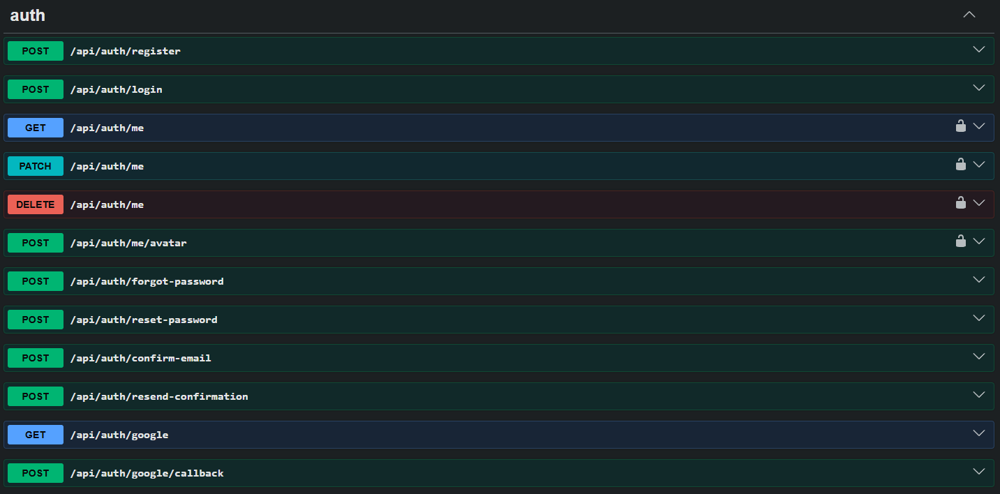 auth
POST /api/auth/register
POST /api/auth/login
GET /api/auth/me
PATCH /api/auth/me
DELETE /api/auth/me
POST /api/auth/me/avatar
POST /api/auth/forgot-password
POST /api/auth/reset-password
POST /api/auth/confirm-email
POST /api/auth/resend-confirmation
GET /api/auth/google
POST /api/auth/google/callback